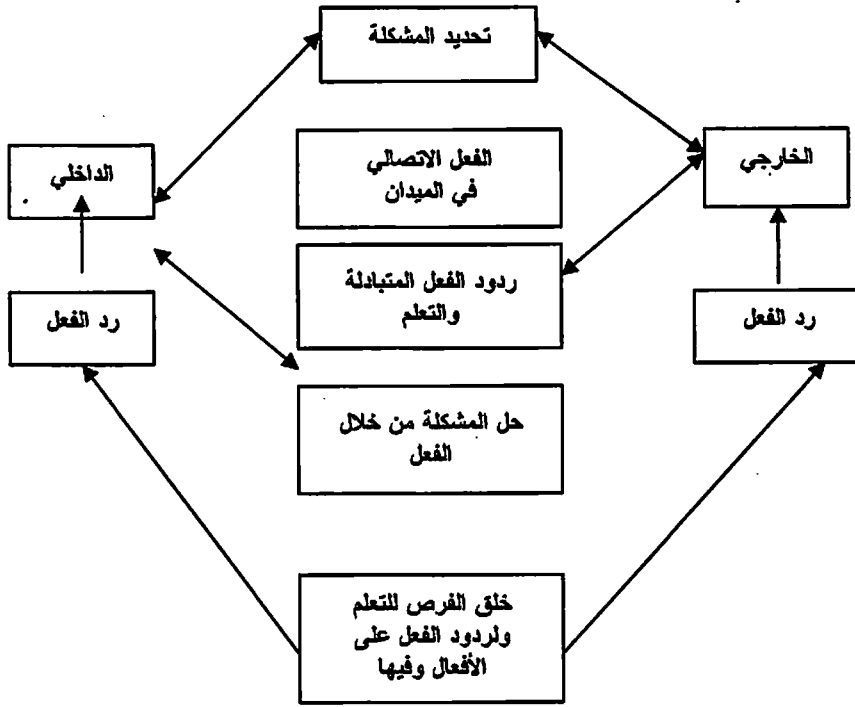 تحديد المشكلة
الخارجي
الفعل الاتصالي
في الميدان
الداخلي
ردود الفعل المتبادلة
والتعلم
رد الفعل
رد الفعل
حل المشكلة من خلال
الفعل
خلق الفرص للتعلم
ولردود الفعل على
الأفعال وفيها